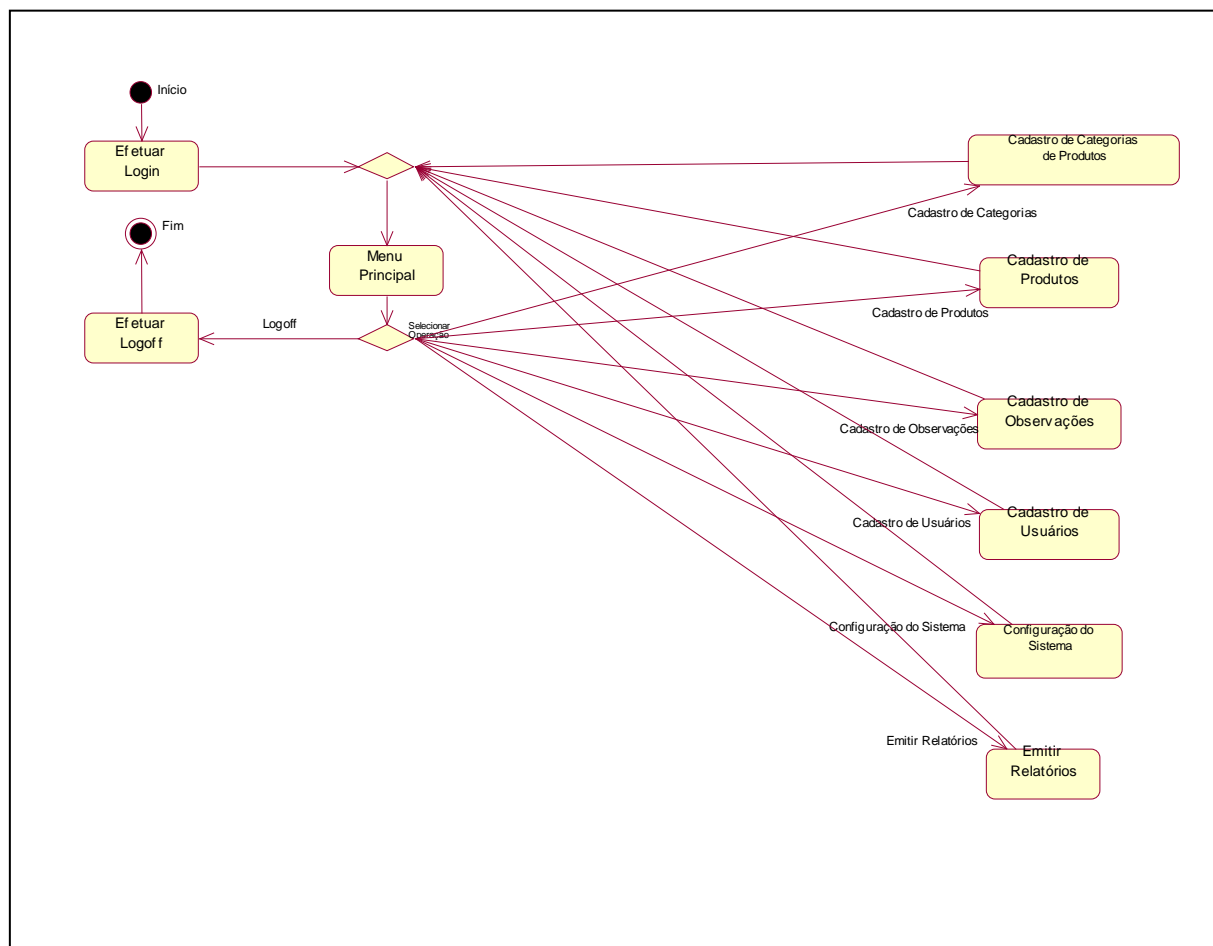 Início
Efetuar
Login
Cadastro de Categorias
de Produtos
Cadastro de Categorias
Fim
Menu
Principal
Cadastro de
Produtos
Cadastro de Produtos
Efetuar
Logoff
Logoff
Selecionar
Operação
Cadastro de
Observações
Cadastro de Observações
Cadastro de
Usuários
Cadastro de Usuários
Configuração do Sistema
Configuração do
Sistema
Emitir Relatórios
Emitir
Relatórios